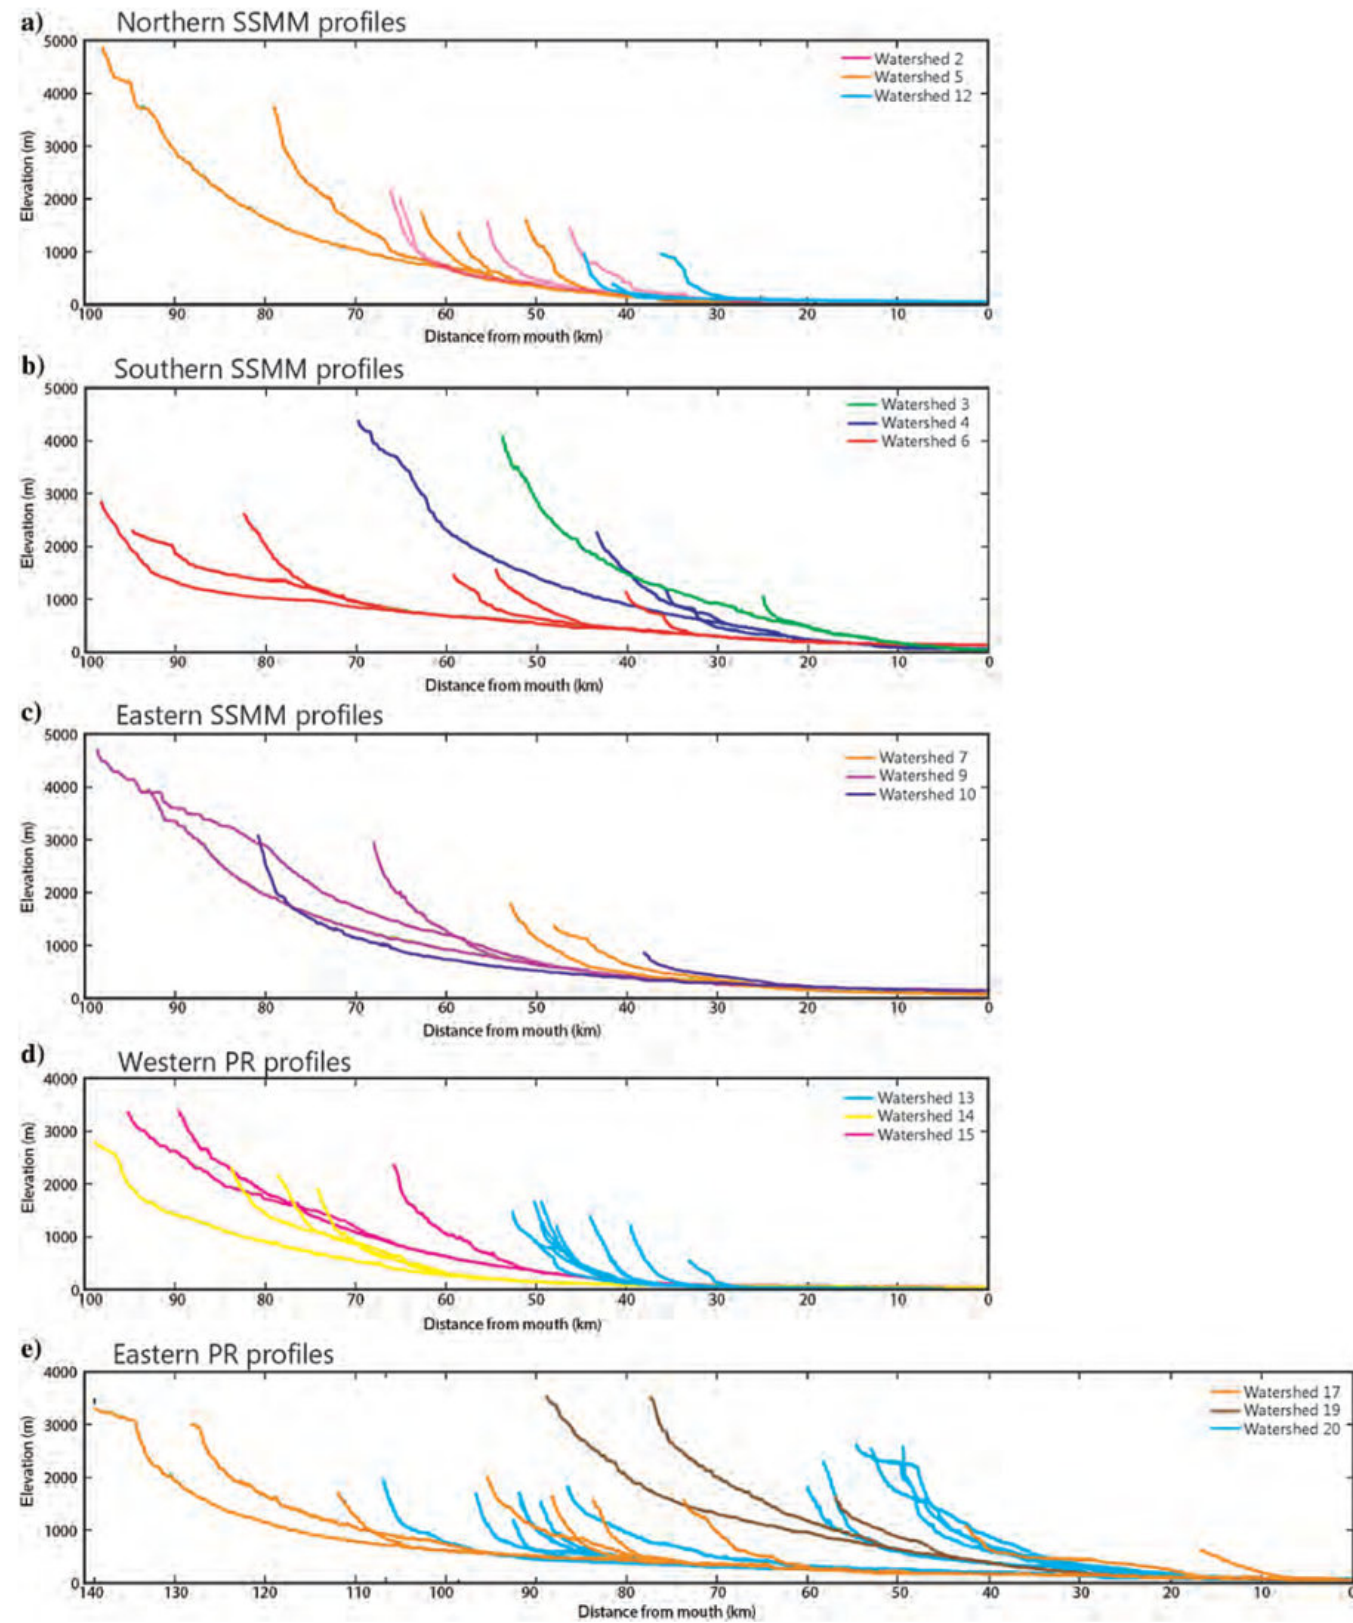 a) Northern SSMM profiles
5000
4000
3000
2000
1000
0
Elevation (m)
Watershed 2
Watershed 5
Watershed 12
100 90 80 70 60 50 40 30 20 10 0
Distance from mouth (km)
b) Southern SSMM profiles
5000
4000
3000
2000
1000
0
Elevation (m)
Watershed 3
Watershed 4
Watershed 6
100 90 80 70 60 50 40 30 20 10 0
Distance from mouth (km)
c) Eastern SSMM profiles
5000
4000
3000
2000
1000
0
Elevation (m)
Watershed 7
Watershed 9
Watershed 10
100 90 80 70 60 50 40 30 20 10 0
Distance from mouth (km)
d) Western PR profiles
4000
3000
2000
1000
0
Elevation (m)
Watershed 13
Watershed 14
Watershed 15
100 90 80 70 60 50 40 30 20 10 0
Distance from mouth (km)
e) Eastern PR profiles
4000
3000
2000
1000
0
Elevation (m)
Watershed 17
Watershed 19
Watershed 20
140 130 120 110 100 90 80 70 60 50 40 30 20 10 0
Distance from mouth (km)